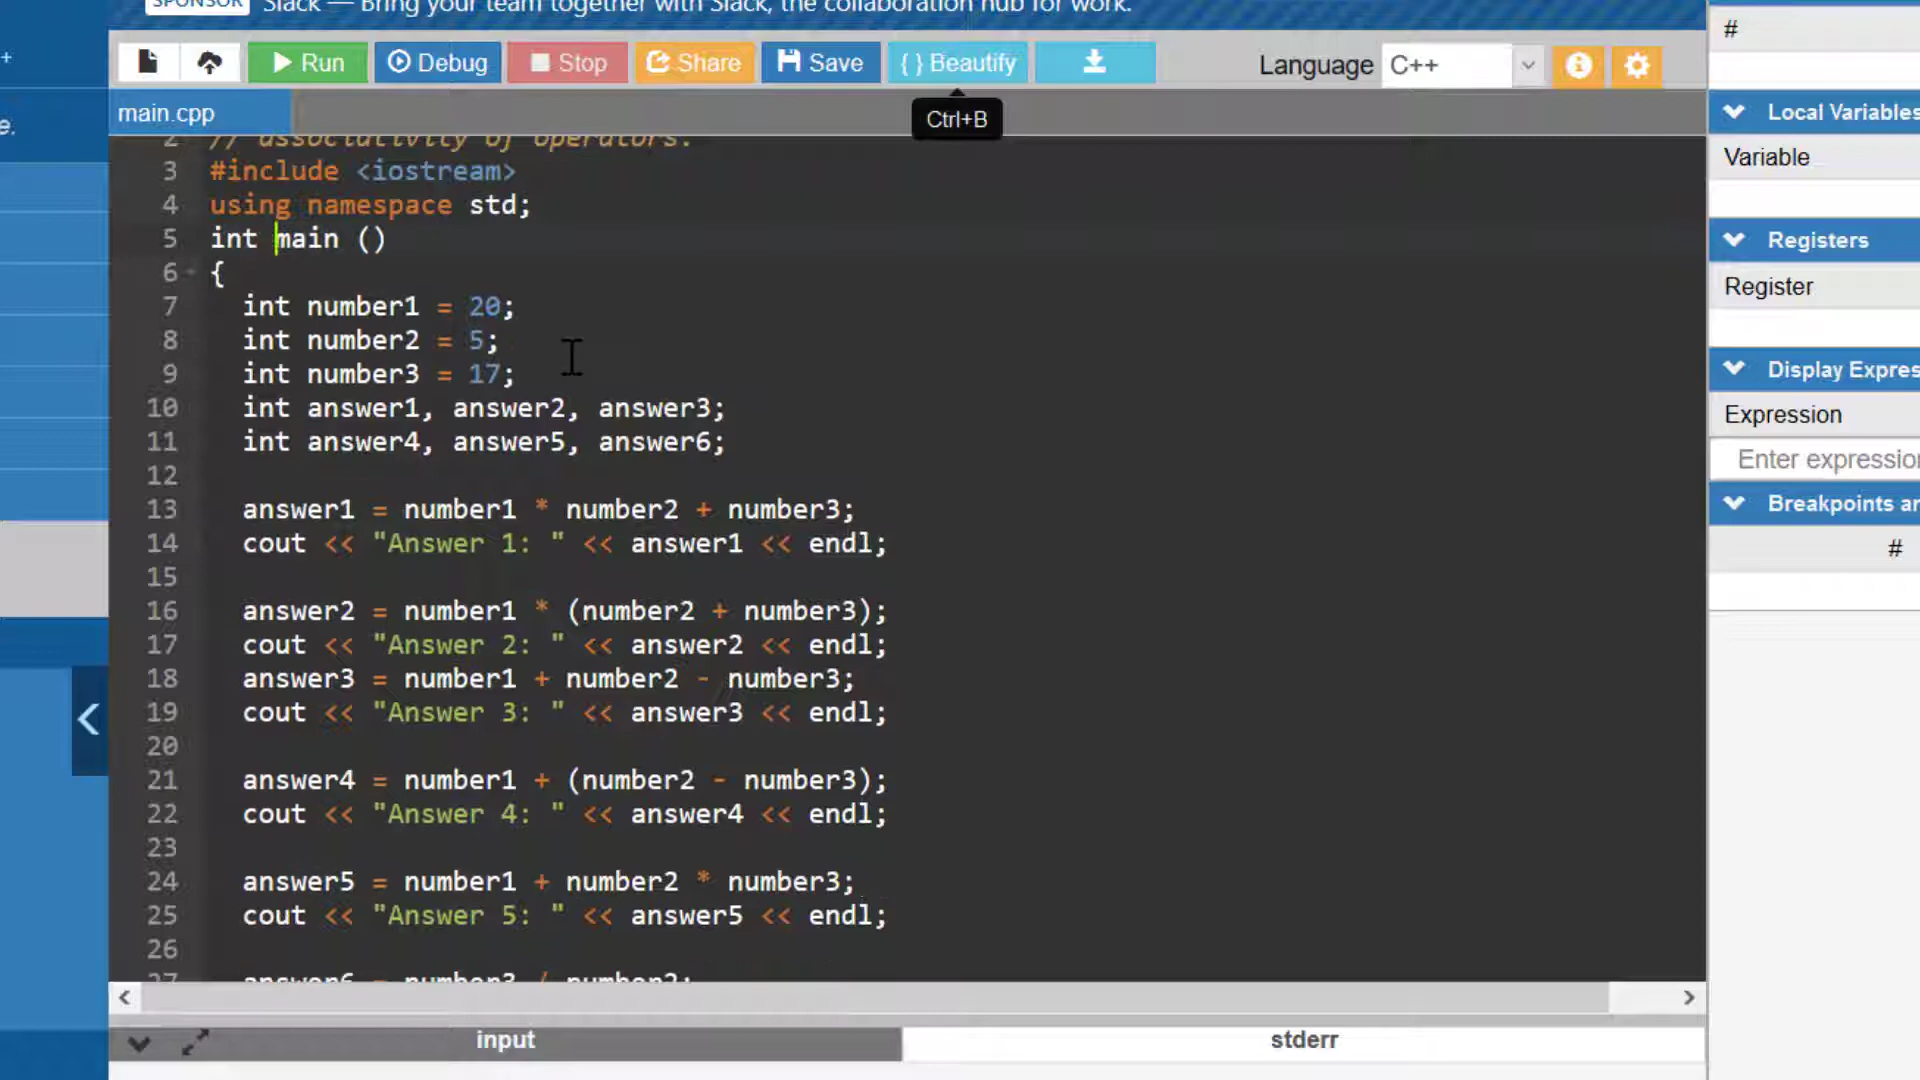 SPONSOR Slack — Bring your team together with Slack, the collaboration hub for work.
+
e.
Run Debug Stop Share Save { } Beautify Language C++
#
main.cpp
Ctrl+B
Local Variables
Variable
Registers
Register
Display Expres
Expression
Enter expression
Breakpoints an
#
2 // associativity of operators.
3 #include <iostream>
4 using namespace std;
5 int main ()
6 {
7 int number1 = 20;
8 int number2 = 5;
9 int number3 = 17;
10 int answer1, answer2, answer3;
11 int answer4, answer5, answer6;
12
13 answer1 = number1 * number2 + number3;
14 cout << "Answer 1: " << answer1 << endl;
15
16 answer2 = number1 * (number2 + number3);
17 cout << "Answer 2: " << answer2 << endl;
18 answer3 = number1 + number2 - number3;
19 cout << "Answer 3: " << answer3 << endl;
20
21 answer4 = number1 + (number2 - number3);
22 cout << "Answer 4: " << answer4 << endl;
23
24 answer5 = number1 + number2 * number3;
25 cout << "Answer 5: " << answer5 << endl;
26
27 answer6 = number3 / number2;
input
stderr